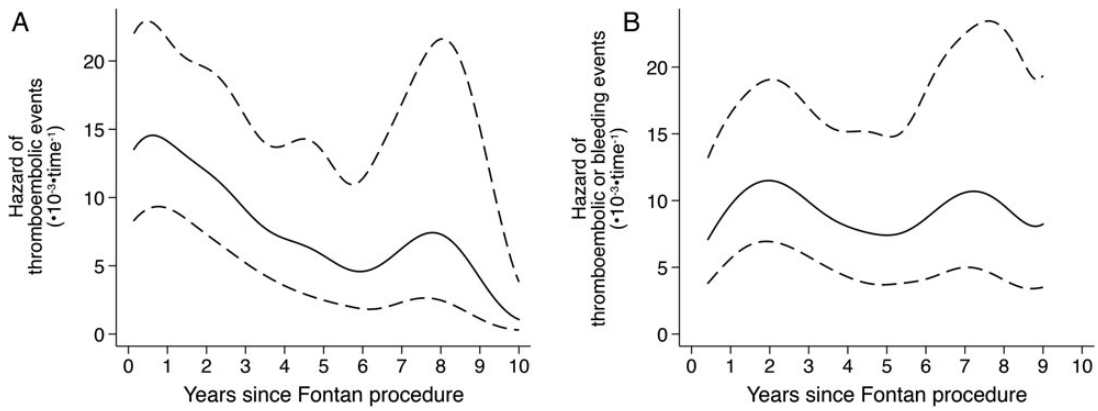 A
Hazard of
thromboembolic events
(•10⁻³•time⁻¹)
20
15
10
5
0
0 1 2 3 4 5 6 7 8 9 10
Years since Fontan procedure
B
Hazard of
thromboembolic or bleeding events
(•10⁻³•time⁻¹)
20
15
10
5
0
0 1 2 3 4 5 6 7 8 9 10
Years since Fontan procedure